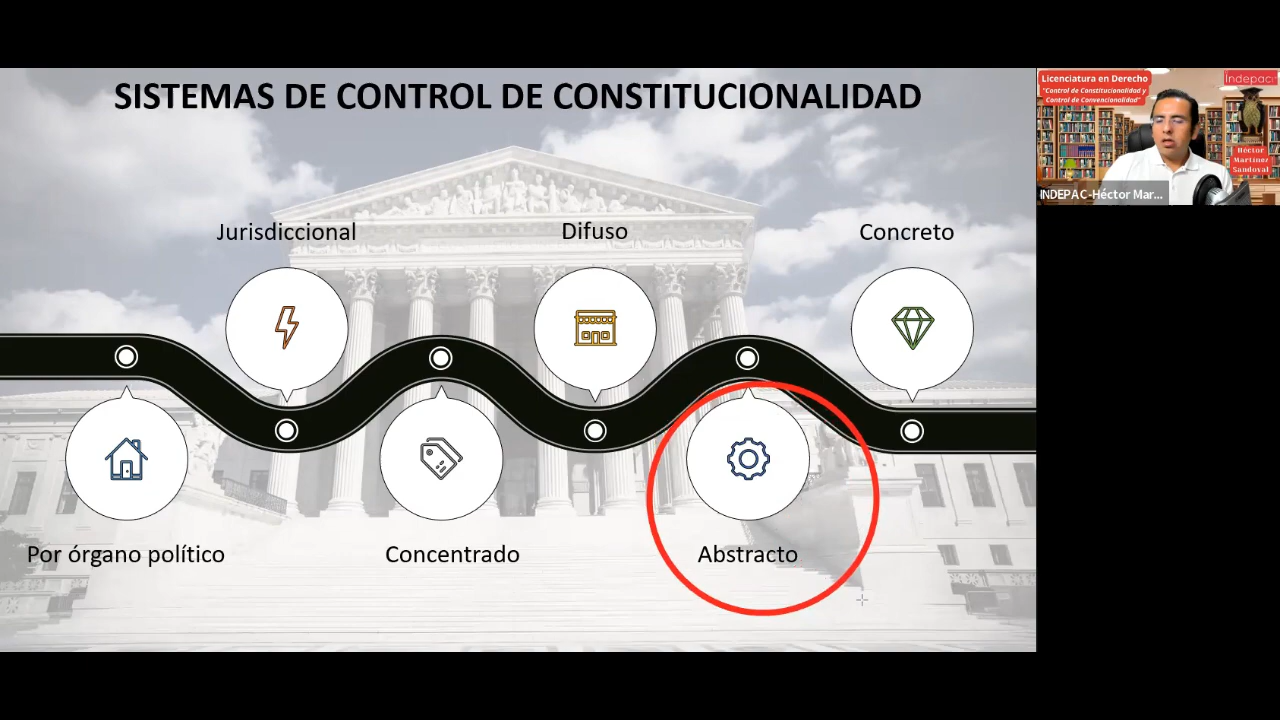 SISTEMAS DE CONTROL DE CONSTITUCIONALIDAD
Jurisdiccional
Difuso
Concreto
Por órgano político
Concentrado
Abstracto
Licenciatura en Derecho
"Control de Constitucionalidad y
Control de Convencionalidad"
Indepac
Héctor
Martínez
Sandoval
INDEPAC-Héctor Mar...